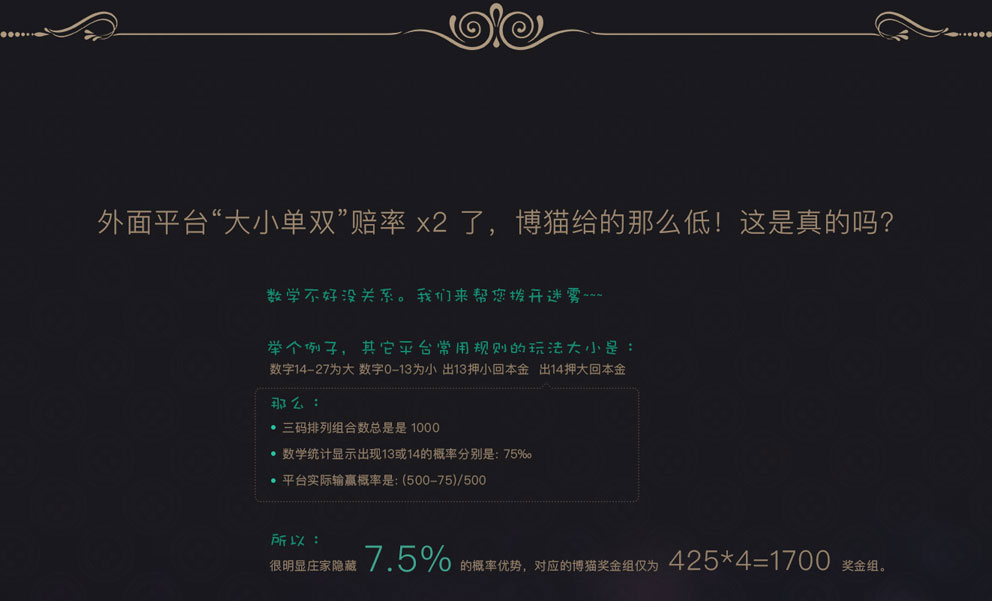 外面平台“大小单双”赔率 x2 了，博猫给的那么低！这是真的吗？
数学不好没关系。我们来帮您拨开迷雾~~~
举个例子，其它平台常用规则的玩法大小是：
数字14-27为大 数字0-13为小 出13押小回本金 出14押大回本金
那么：
• 三码排列组合数总是是 1000
• 数学统计显示出现13或14的概率分别是: 75‰
• 平台实际输赢概率是: (500-75)/500
所以：
很明显庄家隐藏 7.5% 的概率优势，对应的博猫奖金组仅为 425*4=1700 奖金组。